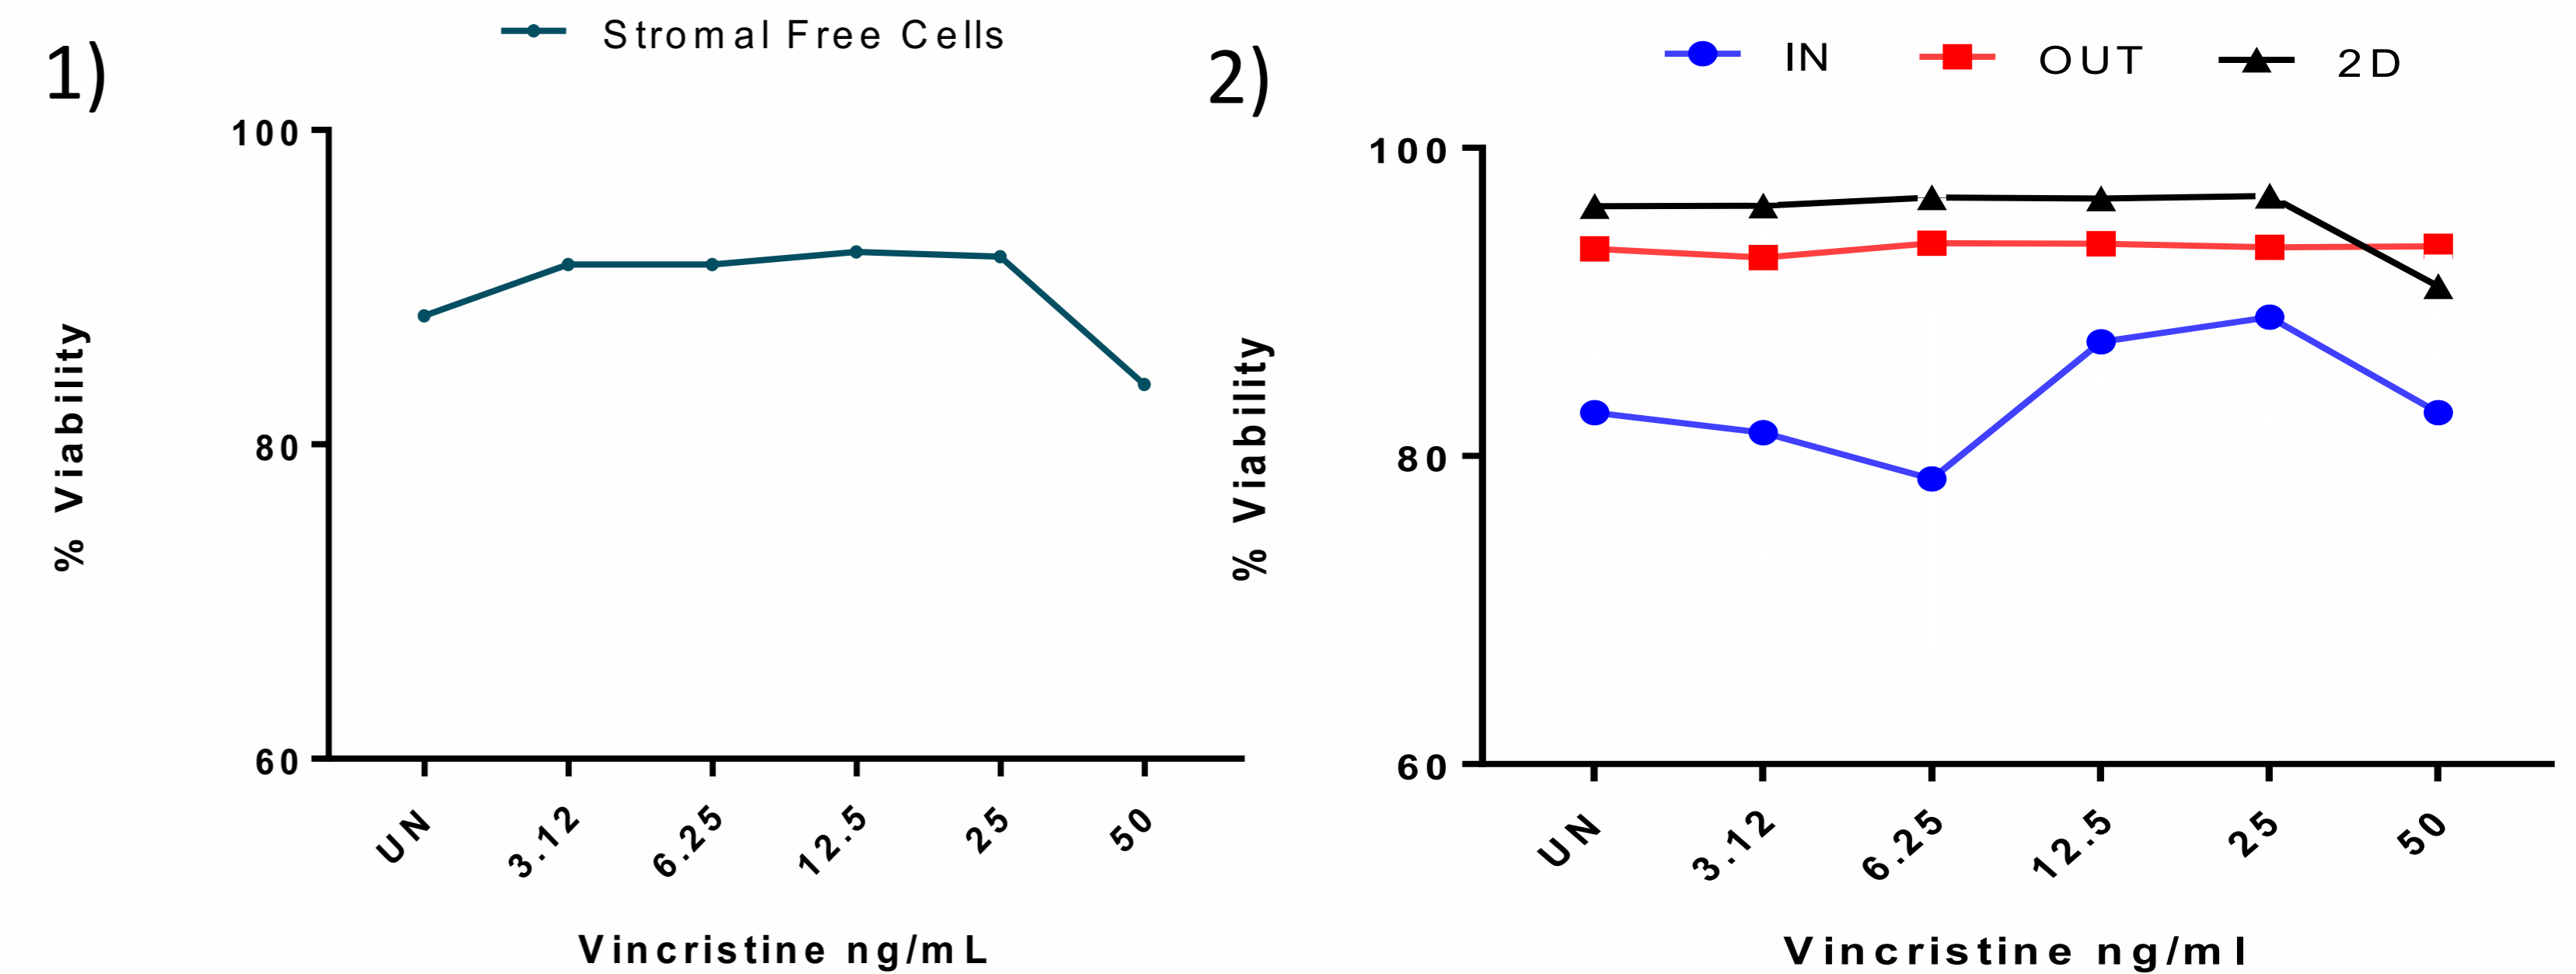 1)
Stromal Free Cells
100
80
60
% Viability
UN
3.12
6.25
12.5
25
50
Vincristine ng/mL
2)
IN
OUT
2D
100
80
60
% Viability
UN
3.12
6.25
12.5
25
50
Vincristine ng/ml